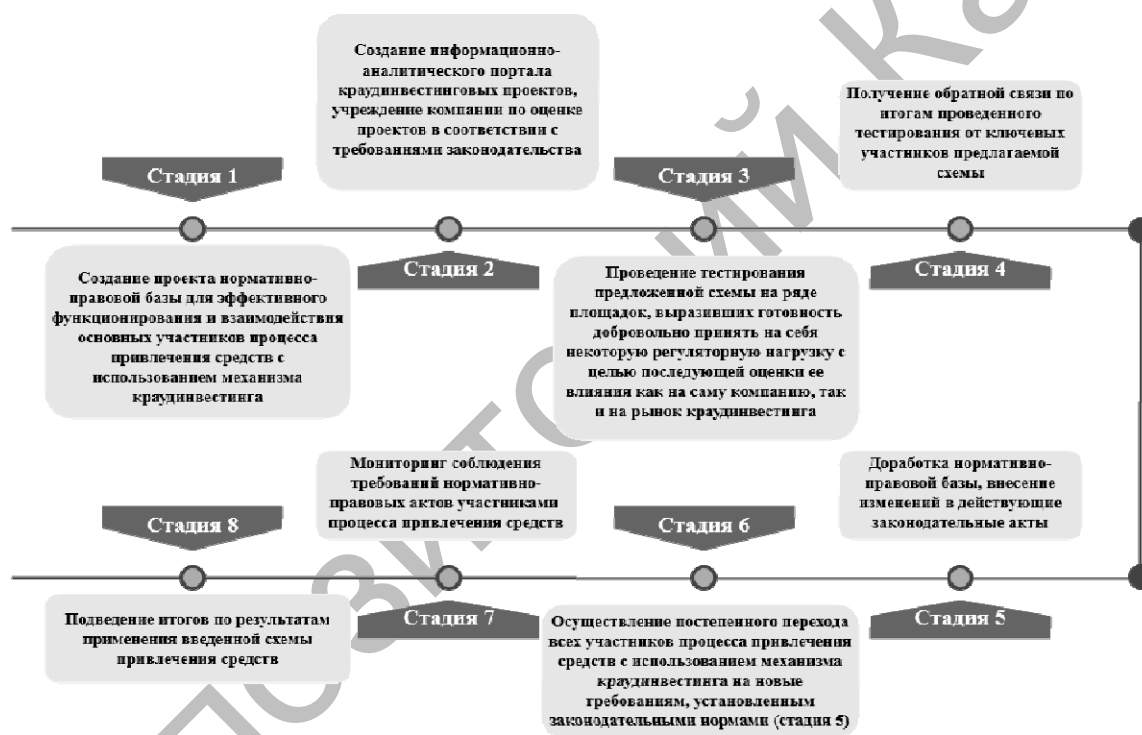 Стадия 1
Создание проекта нормативно-
правовой базы для эффективного
функционирования и взаимодействия
основных участников процесса
привлечения средств с
использованием механизма
краудинвестинга
Создание информационно-
аналитического портала
краудинвестинговых проектов,
учреждение компании по оценке
проектов в соответствии с
требованиями законодательства
Стадия 2
Стадия 3
Проведение тестирования
предложенной схемы на ряде
площадок, выразивших готовность
добровольно принять на себя
некоторую регуляторную нагрузку с
целью последующей оценки ее
влияния как на саму компанию, так
и на рынок краудинвестинга
Получение обратной связи по
итогам проведенного
тестирования от ключевых
участников предлагаемой
схемы
Стадия 4
Доработка нормативно-
правовой базы, внесение
изменений в действующие
законодательные акты
Стадия 5
Стадия 6
Осуществление постепенного перехода
всех участников процесса привлечения
средств с использованием механизма
краудинвестинга на новые
требованиям, установленным
законодательными нормами (стадия 5)
Мониторинг соблюдения
требований нормативно-
правовых актов участниками
процесса привлечения средств
Стадия 7
Стадия 8
Подведение итогов по результатам
применения введенной схемы
привлечения средств